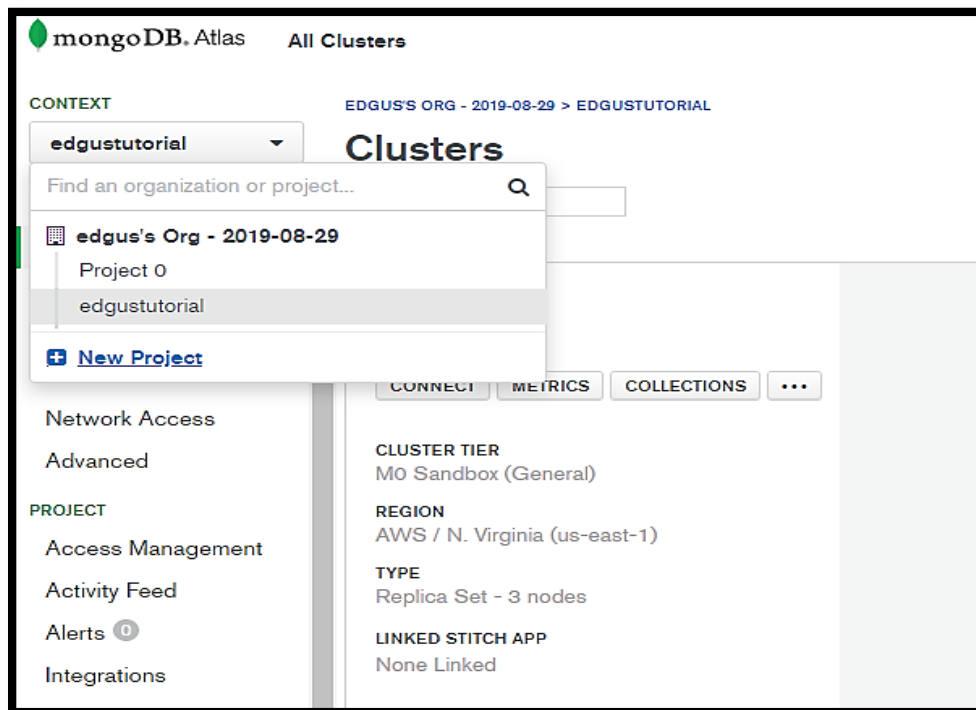 mongoDB. Atlas
All Clusters
CONTEXT
edgustutorial
Find an organization or project...
edgus's Org - 2019-08-29
Project 0
edgustutorial
New Project
Network Access
Advanced
PROJECT
Access Management
Activity Feed
Alerts 0
Integrations
EDGUS'S ORG - 2019-08-29 > EDGUSTUTORIAL
Clusters
CONNECT METRICS COLLECTIONS ...
CLUSTER TIER
M0 Sandbox (General)
REGION
AWS / N. Virginia (us-east-1)
TYPE
Replica Set - 3 nodes
LINKED STITCH APP
None Linked